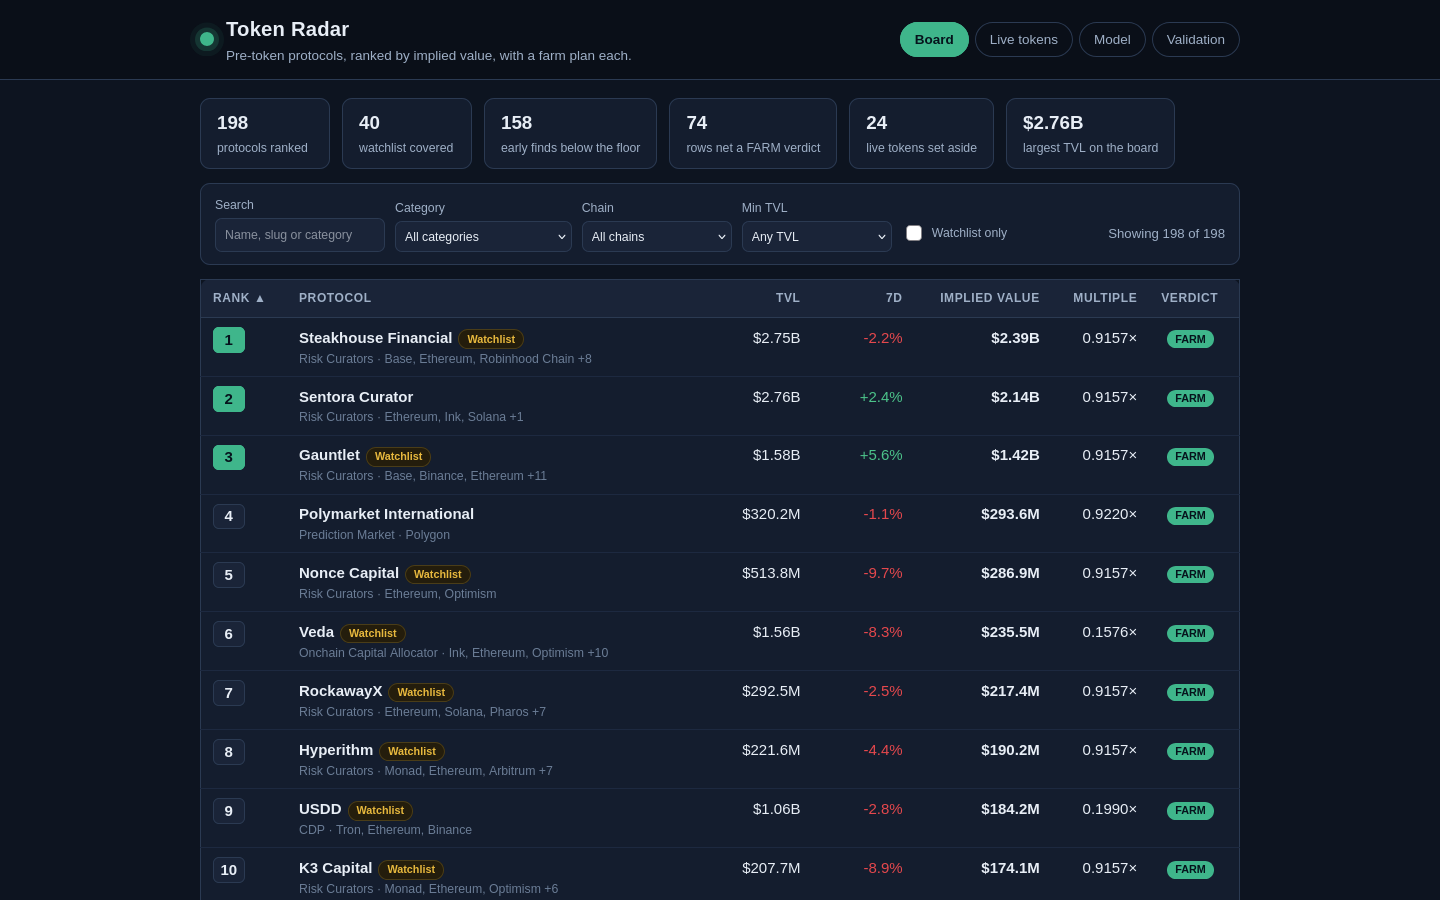 Token Radar
Pre-token protocols, ranked by implied value, with a farm plan each.
Board
Live tokens
Model
Validation
198
protocols ranked
40
watchlist covered
158
early finds below the floor
74
rows net a FARM verdict
24
live tokens set aside
$2.76B
largest TVL on the board
Search
Name, slug or category
Category
All categories
Chain
All chains
Min TVL
Any TVL
Watchlist only
Showing 198 of 198
RANK ▲ PROTOCOL TVL 7D IMPLIED VALUE MULTIPLE VERDICT
1 Steakhouse Financial Watchlist $2.75B -2.2% $2.39B 0.9157× FARM
Risk Curators · Base, Ethereum, Robinhood Chain +8
2 Sentora Curator $2.76B +2.4% $2.14B 0.9157× FARM
Risk Curators · Ethereum, Ink, Solana +1
3 Gauntlet Watchlist $1.58B +5.6% $1.42B 0.9157× FARM
Risk Curators · Base, Binance, Ethereum +11
4 Polymarket International $320.2M -1.1% $293.6M 0.9220× FARM
Prediction Market · Polygon
5 Nonce Capital Watchlist $513.8M -9.7% $286.9M 0.9157× FARM
Risk Curators · Ethereum, Optimism
6 Veda Watchlist $1.56B -8.3% $235.5M 0.1576× FARM
Onchain Capital Allocator · Ink, Ethereum, Optimism +10
7 RockawayX Watchlist $292.5M -2.5% $217.4M 0.9157× FARM
Risk Curators · Ethereum, Solana, Pharos +7
8 Hyperithm Watchlist $221.6M -4.4% $190.2M 0.9157× FARM
Risk Curators · Monad, Ethereum, Arbitrum +7
9 USDD Watchlist $1.06B -2.8% $184.2M 0.1990× FARM
CDP · Tron, Ethereum, Binance
10 K3 Capital Watchlist $207.7M -8.9% $174.1M 0.9157× FARM
Risk Curators · Monad, Ethereum, Optimism +6